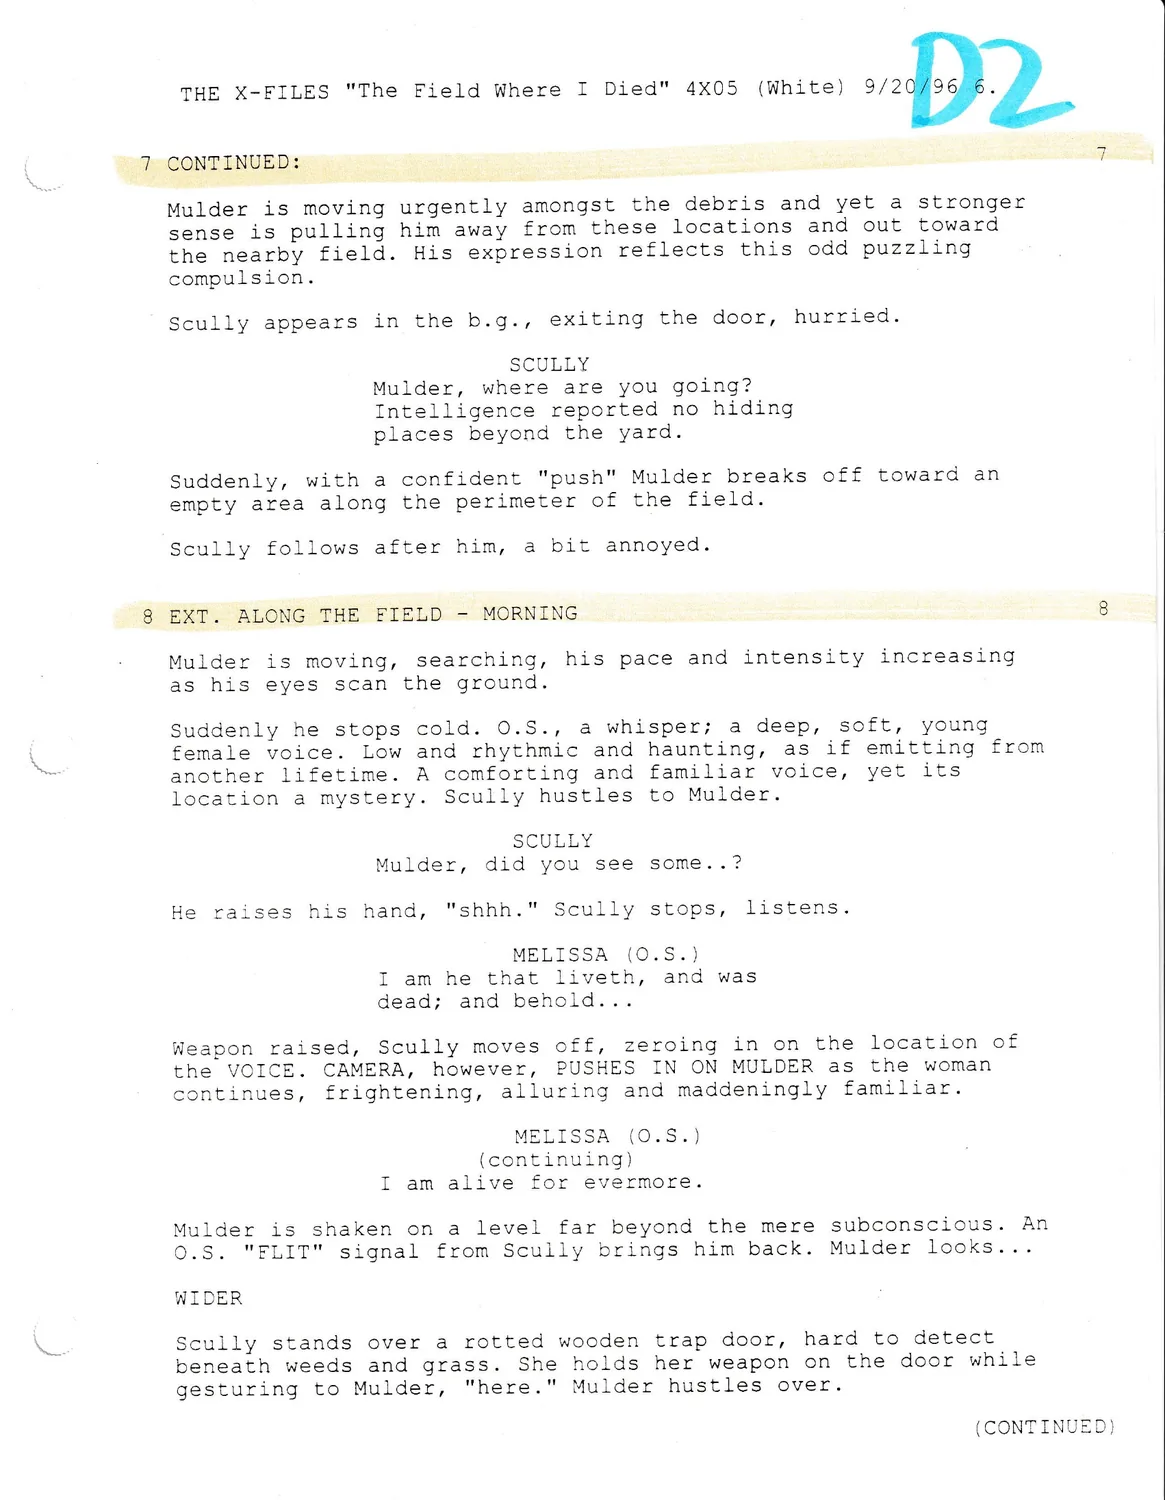 D2
THE X-FILES "The Field Where I Died" 4X05 (White) 9/20/96 6.
7 CONTINUED: 7
Mulder is moving urgently amongst the debris and yet a stronger
sense is pulling him away from these locations and out toward
the nearby field. His expression reflects this odd puzzling
compulsion.
Scully appears in the b.g., exiting the door, hurried.
SCULLY
Mulder, where are you going?
Intelligence reported no hiding
places beyond the yard.
Suddenly, with a confident "push" Mulder breaks off toward an
empty area along the perimeter of the field.
Scully follows after him, a bit annoyed.
8 EXT. ALONG THE FIELD - MORNING 8
Mulder is moving, searching, his pace and intensity increasing
as his eyes scan the ground.
Suddenly he stops cold. O.S., a whisper; a deep, soft, young
female voice. Low and rhythmic and haunting, as if emitting from
another lifetime. A comforting and familiar voice, yet its
location a mystery. Scully hustles to Mulder.
SCULLY
Mulder, did you see some..?
He raises his hand, "shhh." Scully stops, listens.
MELISSA (O.S.)
I am he that liveth, and was
dead; and behold...
Weapon raised, Scully moves off, zeroing in on the location of
the VOICE. CAMERA, however, PUSHES IN ON MULDER as the woman
continues, frightening, alluring and maddeningly familiar.
MELISSA (O.S.)
(continuing)
I am alive for evermore.
Mulder is shaken on a level far beyond the mere subconscious. An
O.S. "FLIT" signal from Scully brings him back. Mulder looks...
WIDER
Scully stands over a rotted wooden trap door, hard to detect
beneath weeds and grass. She holds her weapon on the door while
gesturing to Mulder, "here." Mulder hustles over.
(CONTINUED)